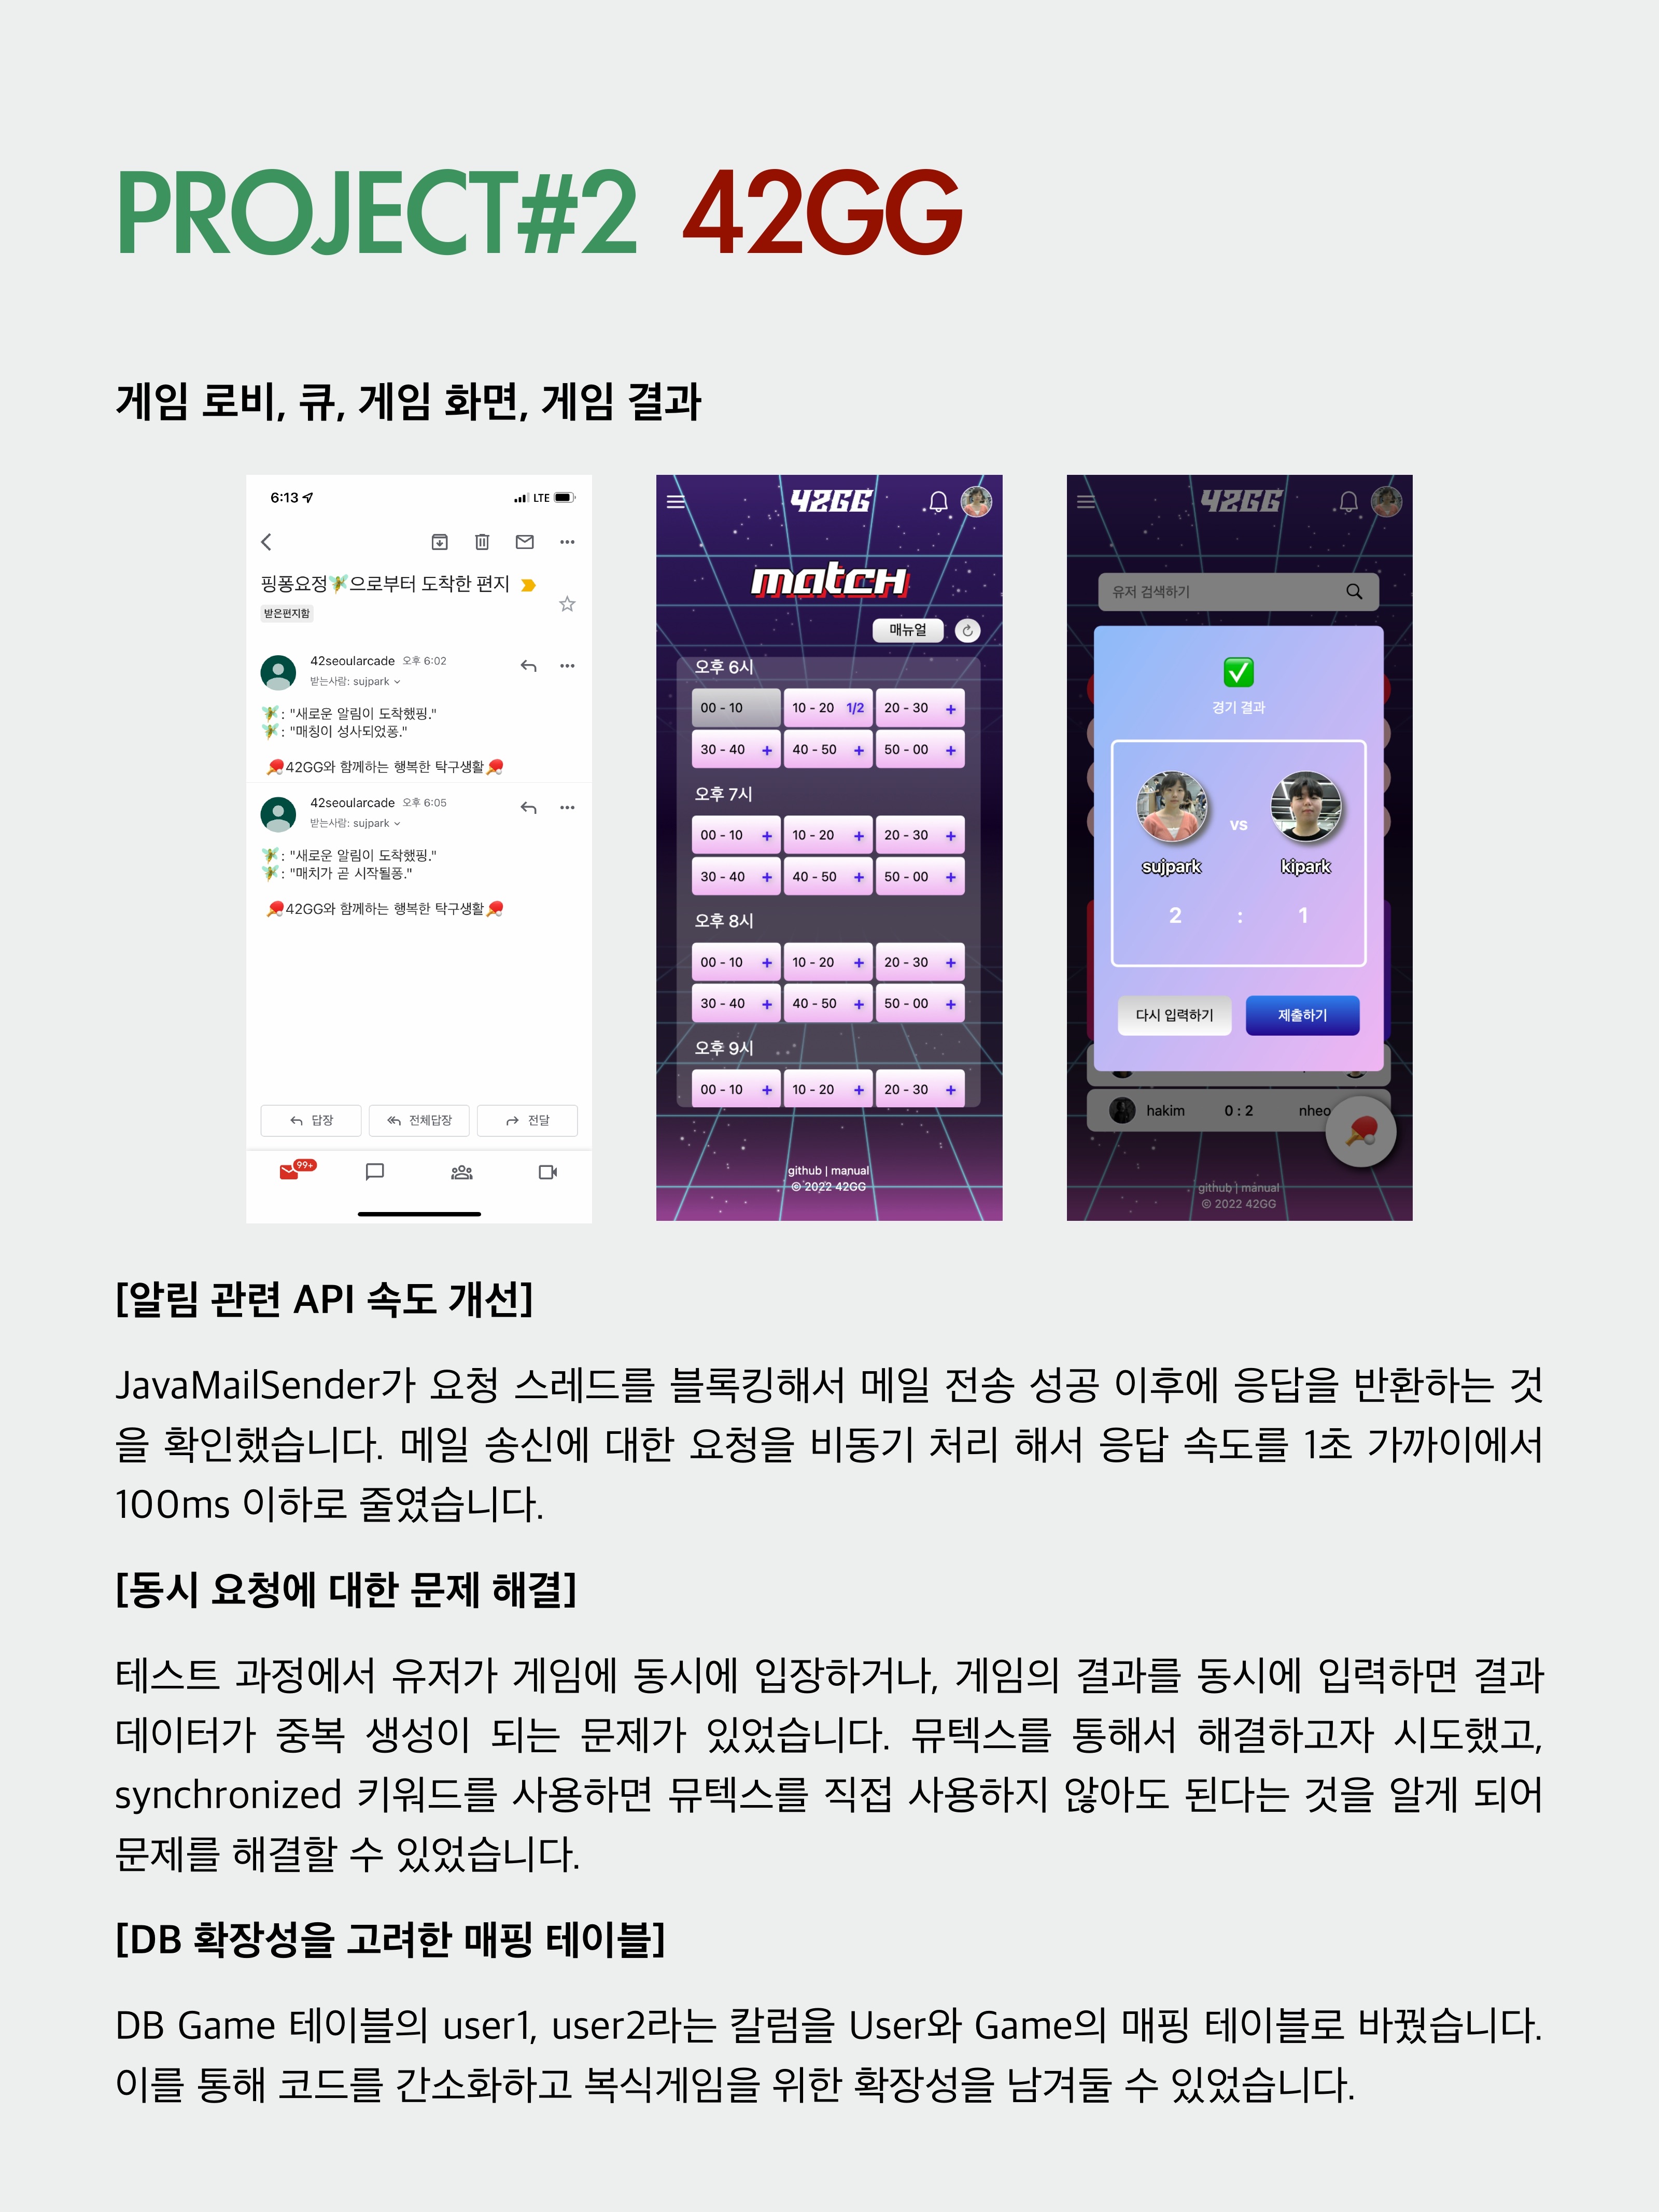 PROJECT#2 42GG
게임 로비, 큐, 게임 화면, 게임 결과
6:13
LTE
핑퐁요정🧚으로부터 도착한 편지
받은편지함
42seoularcade 오후 6:02
받는사람: sujpark
🧚: "새로운 알림이 도착했핑."
🧚: "매칭이 성사되었퐁."
🏓42GG와 함께하는 행복한 탁구생활🏓
42seoularcade 오후 6:05
받는사람: sujpark
🧚: "새로운 알림이 도착했핑."
🧚: "매치가 곧 시작될퐁."
🏓42GG와 함께하는 행복한 탁구생활🏓
답장 전체답장 전달
99+
42GG
match
매뉴얼
오후 6시
00 - 10 10 - 20 1/2 20 - 30 +
30 - 40 + 40 - 50 + 50 - 00 +
오후 7시
00 - 10 + 10 - 20 + 20 - 30 +
30 - 40 + 40 - 50 + 50 - 00 +
오후 8시
00 - 10 + 10 - 20 + 20 - 30 +
30 - 40 + 40 - 50 + 50 - 00 +
오후 9시
00 - 10 + 10 - 20 + 20 - 30 +
github | manual
© 2022 42GG
42GG
유저 검색하기
경기 결과
vs
sujpark kipark
2 : 1
다시 입력하기 제출하기
hakim 0 : 2 nheo
github | manual
© 2022 42GG
[알림 관련 API 속도 개선]
JavaMailSender가 요청 스레드를 블록킹해서 메일 전송 성공 이후에 응답을 반환하는 것
을 확인했습니다. 메일 송신에 대한 요청을 비동기 처리 해서 응답 속도를 1초 가까이에서
100ms 이하로 줄였습니다.
[동시 요청에 대한 문제 해결]
테스트 과정에서 유저가 게임에 동시에 입장하거나, 게임의 결과를 동시에 입력하면 결과
데이터가 중복 생성이 되는 문제가 있었습니다. 뮤텍스를 통해서 해결하고자 시도했고,
synchronized 키워드를 사용하면 뮤텍스를 직접 사용하지 않아도 된다는 것을 알게 되어
문제를 해결할 수 있었습니다.
[DB 확장성을 고려한 매핑 테이블]
DB Game 테이블의 user1, user2라는 칼럼을 User와 Game의 매핑 테이블로 바꿨습니다.
이를 통해 코드를 간소화하고 복식게임을 위한 확장성을 남겨둘 수 있었습니다.